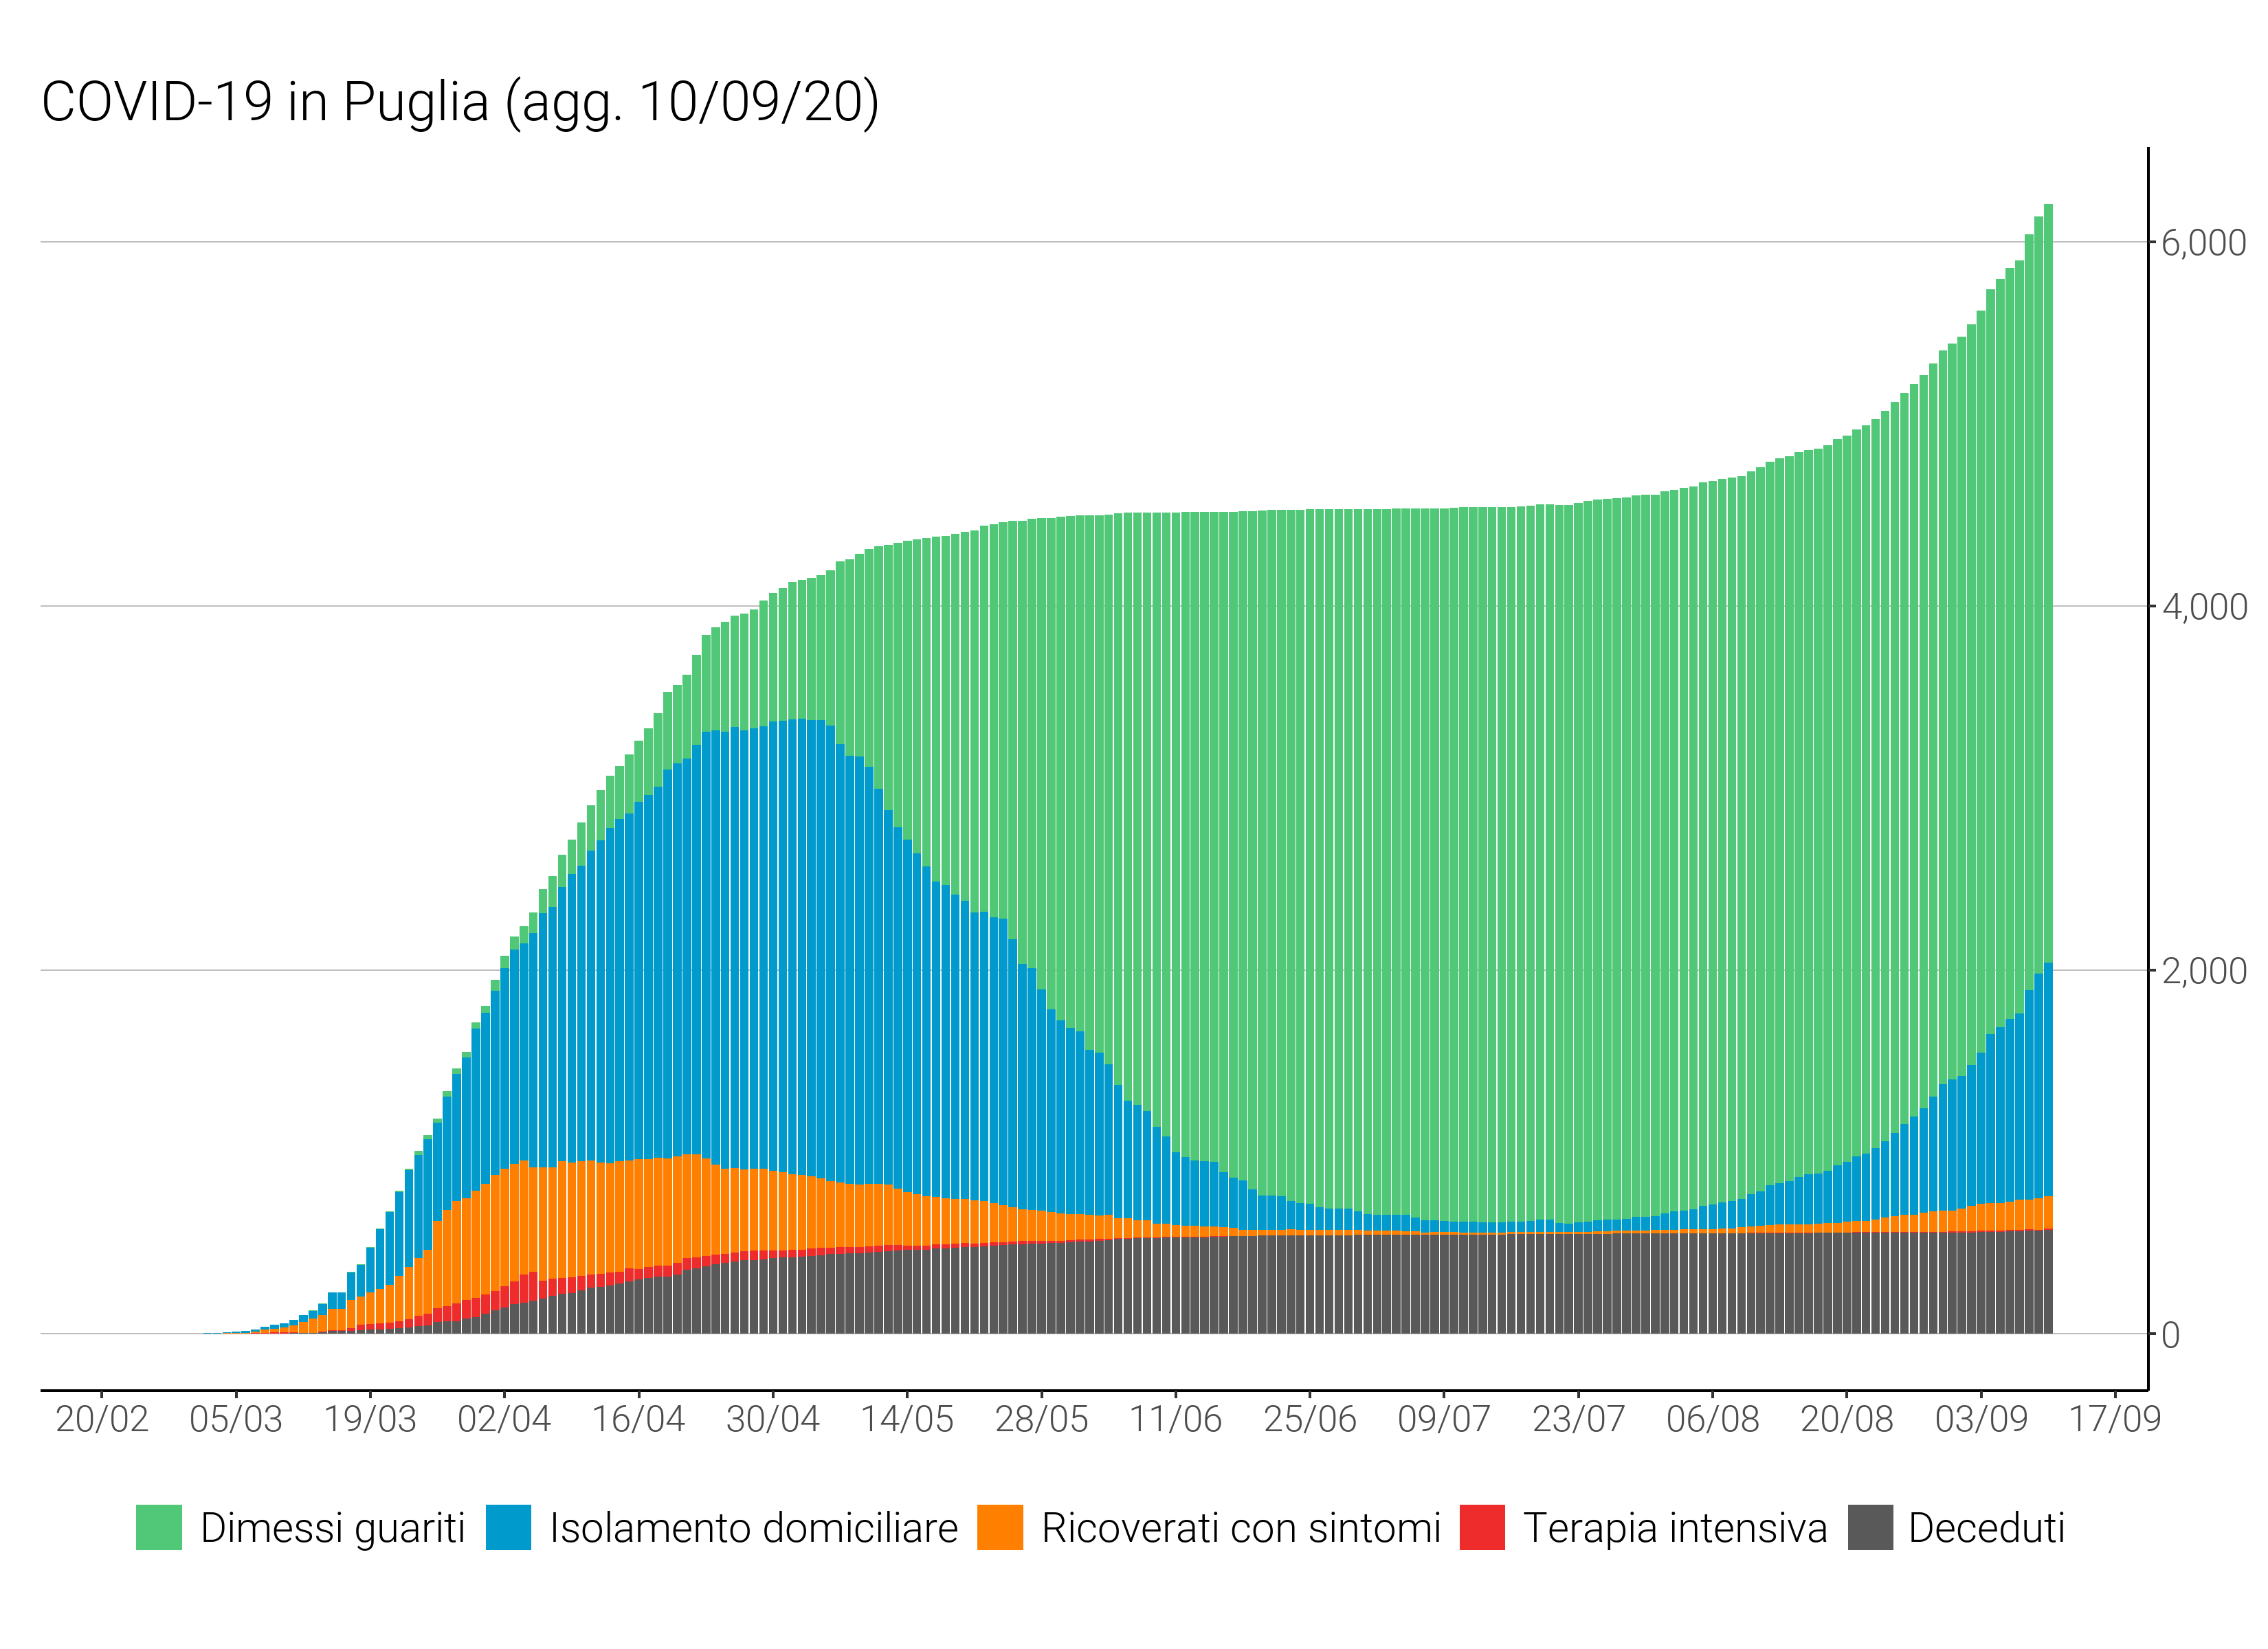 COVID-19 in Puglia (agg. 10/09/20)
6,000
4,000
2,000
0
20/02 05/03 19/03 02/04 16/04 30/04 14/05 28/05 11/06 25/06 09/07 23/07 06/08 20/08 03/09 17/09
Dimessi guariti Isolamento domiciliare Ricoverati con sintomi Terapia intensiva Deceduti